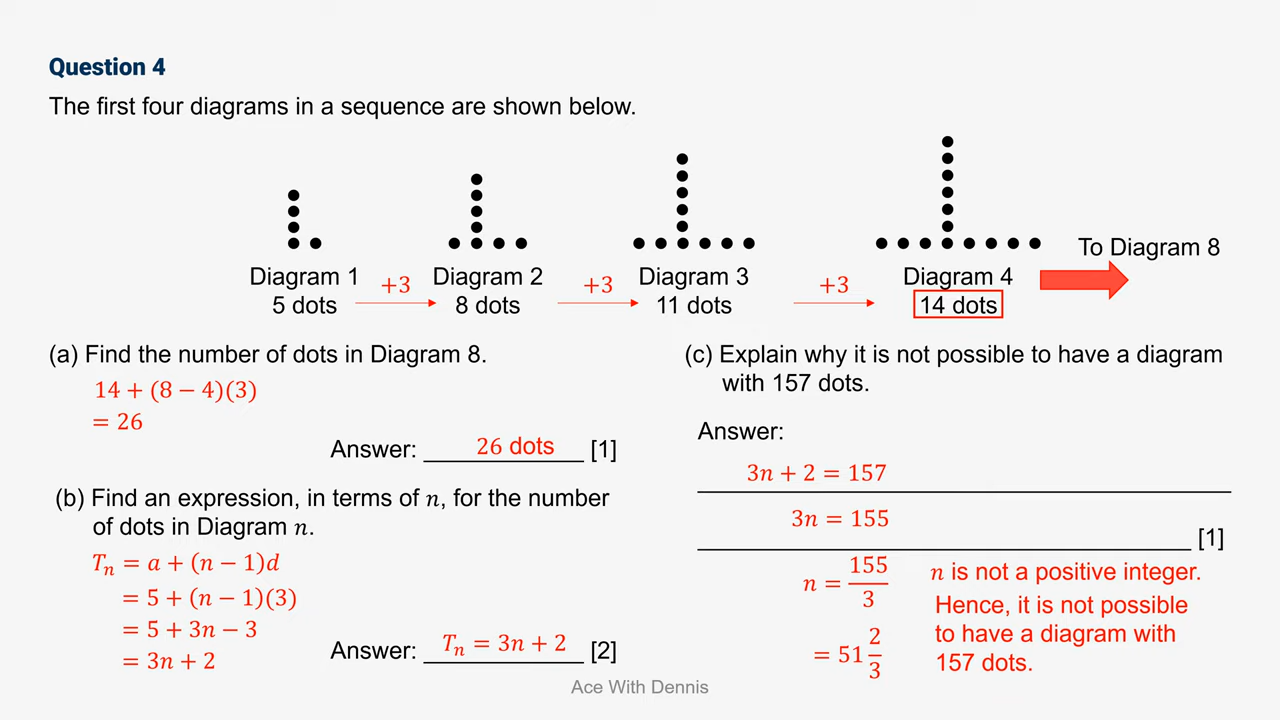 Question 4
The first four diagrams in a sequence are shown below.
To Diagram 8
Diagram 1 +3 Diagram 2 +3 Diagram 3 +3 Diagram 4
5 dots 8 dots 11 dots 14 dots
(a) Find the number of dots in Diagram 8.
14 + (8 − 4)(3)
= 26
Answer: 26 dots [1]
(b) Find an expression, in terms of n, for the number
of dots in Diagram n.
Tₙ = a + (n − 1)d
= 5 + (n − 1)(3)
= 5 + 3n − 3
= 3n + 2
Answer: Tₙ = 3n + 2 [2]
(c) Explain why it is not possible to have a diagram
with 157 dots.
Answer:
3n + 2 = 157
3n = 155
[1]
n = 155/3
= 51 2/3
n is not a positive integer.
Hence, it is not possible
to have a diagram with
157 dots.
Ace With Dennis